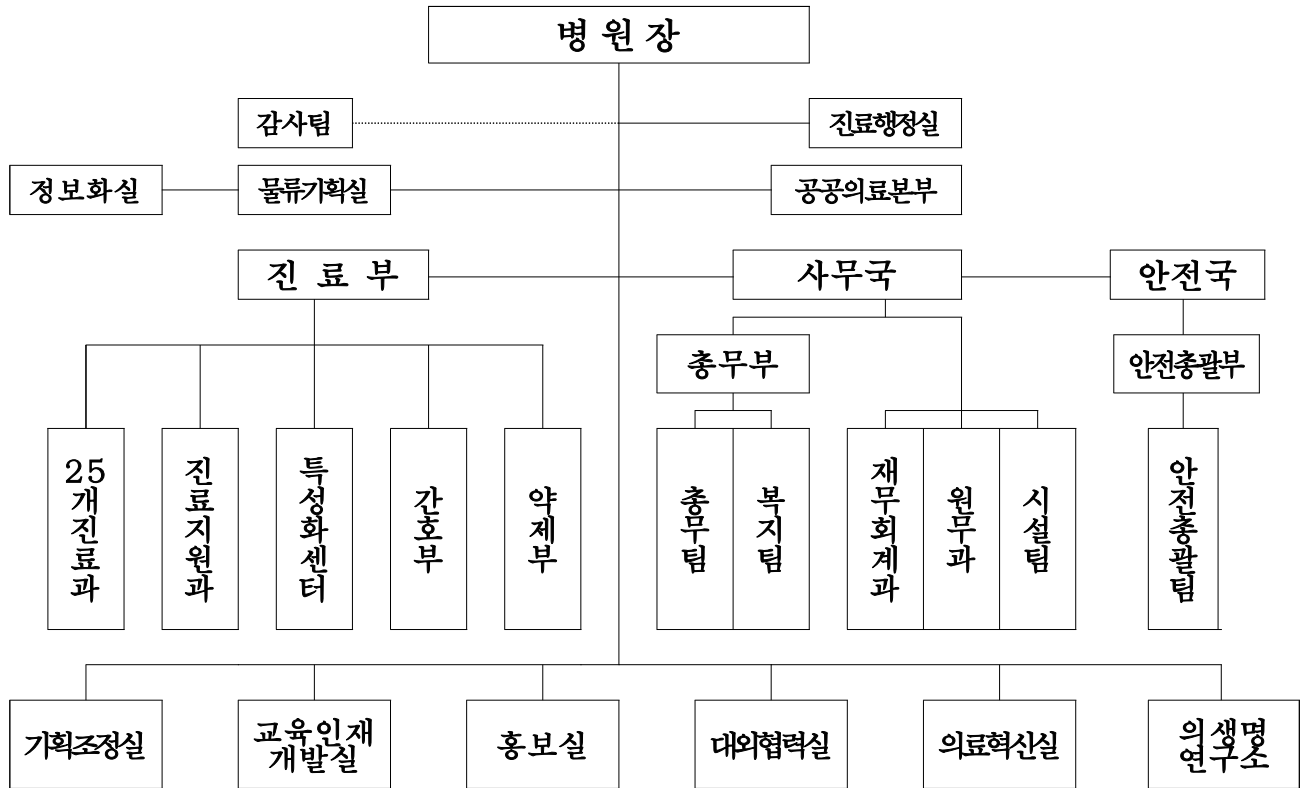 병 원 장
감사팀
진료행정실
정보화실
물류기획실
공공의료본부
진 료 부
사무국
안전국
총무부
안전총괄부
25
개진료과
진료지원과
특성화센터
간호부
약제부
총무팀
복지팀
재무회계과
원무과
시설팀
안전총괄팀
기획조정실
교육인재
개발실
홍보실
대외협력실
의료혁신실
의생명
연구소